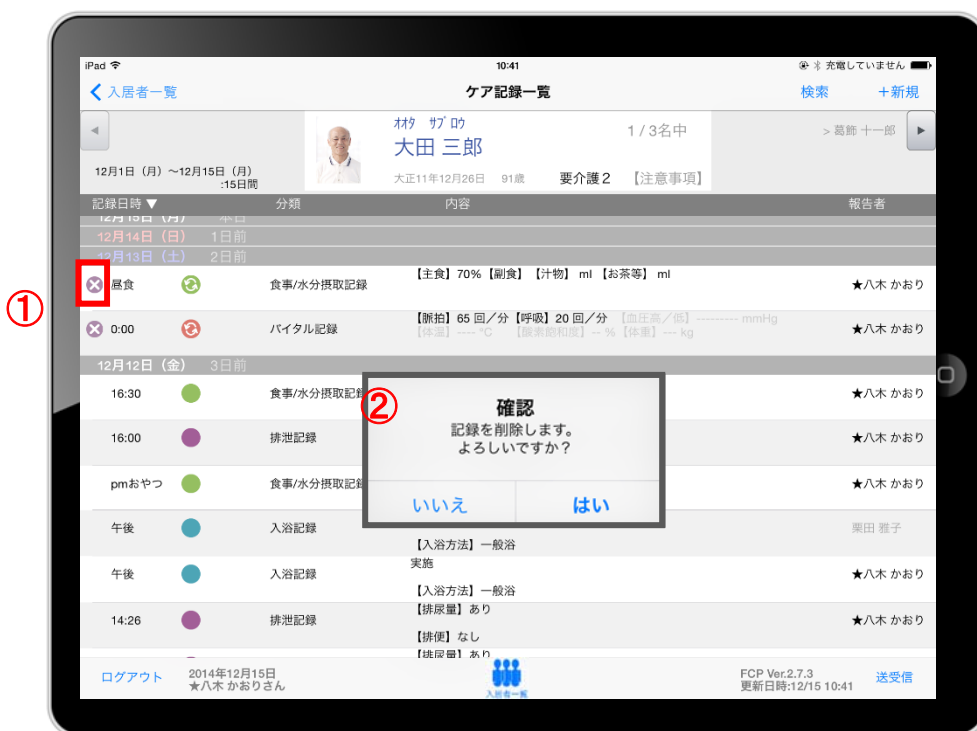 iPad 10:41 充電していません
入居者一覧 ケア記録一覧 検索 +新規
ｵｵﾀ ｻﾌﾞﾛｳ
大田 三郎 1 / 3名中 > 葛飾 十一郎
12月1日（月）～12月15日（月）
:15日間
大正11年12月26日 91歳 要介護２ 【注意事項】
記録日時 ▼ 分類 内容 報告者
12月15日（月） 本日
12月14日（日） 1日前
12月13日（土） 2日前
①
昼食 食事/水分摂取記録 【主食】70%【副食】【汁物】 ml 【お茶等】 ml ★八木 かおり
0:00 バイタル記録 【脈拍】65 回／分【呼吸】20 回／分 【血圧高／低】--------- mmHg ★八木 かおり
【体温】---- ℃ 【酸素飽和度】-- % 【体重】--- kg
12月12日（金） 3日前
16:30 食事/水分摂取記録 ★八木 かおり
②
確認
記録を削除します。
よろしいですか？
いいえ はい
16:00 排泄記録 ★八木 かおり
pmおやつ 食事/水分摂取記録 ★八木 かおり
午後 入浴記録 栗田 雅子
【入浴方法】一般浴
実施
午後 入浴記録 ★八木 かおり
【入浴方法】一般浴
【排尿量】あり
14:26 排泄記録 ★八木 かおり
【排便】なし
【排尿量】あり
ログアウト 2014年12月15日
★八木 かおりさん
入居者一覧
FCP Ver.2.7.3
更新日時:12/15 10:41 送受信